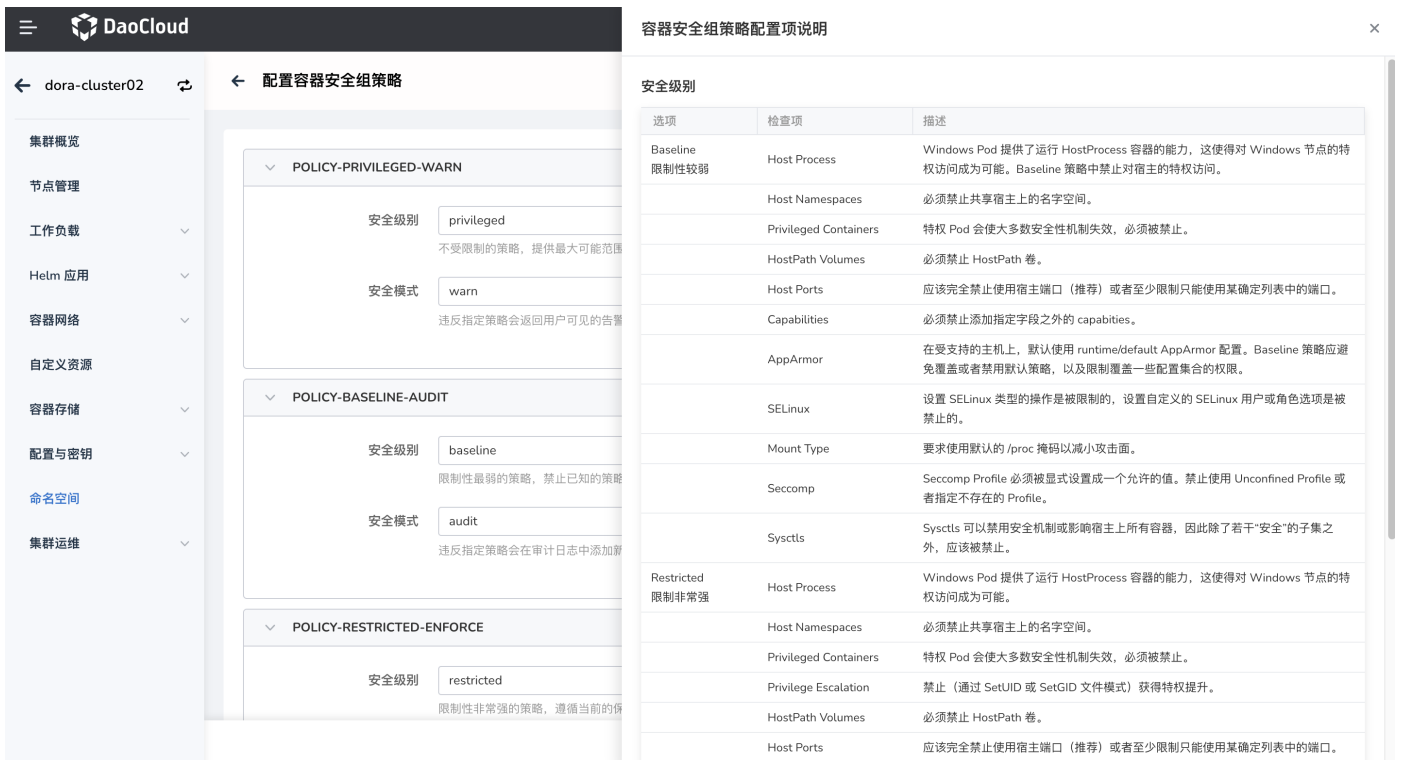 DaoCloud
dora-cluster02
集群概览
节点管理
工作负载
Helm 应用
容器网络
自定义资源
容器存储
配置与密钥
命名空间
集群运维
配置容器安全组策略
POLICY-PRIVILEGED-WARN
安全级别
privileged
不受限制的策略，提供最大可能范围
安全模式
warn
违反指定策略会返回用户可见的告警
POLICY-BASELINE-AUDIT
安全级别
baseline
限制性最弱的策略，禁止已知的策略
安全模式
audit
违反指定策略会在审计日志中添加新
POLICY-RESTRICTED-ENFORCE
安全级别
restricted
限制性非常强的策略，遵循当前的保
容器安全组策略配置项说明
安全级别
选项 检查项 描述
Baseline
限制性较弱
Host Process
Windows Pod 提供了运行 HostProcess 容器的能力，这使得对 Windows 节点的特
权访问成为可能。Baseline 策略中禁止对宿主的特权访问。
Host Namespaces 必须禁止共享宿主上的名字空间。
Privileged Containers 特权 Pod 会使大多数安全性机制失效，必须被禁止。
HostPath Volumes 必须禁止 HostPath 卷。
Host Ports 应该完全禁止使用宿主端口（推荐）或者至少限制只能使用某确定列表中的端口。
Capabilities 必须禁止添加指定字段之外的 capabities。
AppArmor
在受支持的主机上，默认使用 runtime/default AppArmor 配置。Baseline 策略应避
免覆盖或者禁用默认策略，以及限制覆盖一些配置集合的权限。
SELinux
设置 SELinux 类型的操作是被限制的，设置自定义的 SELinux 用户或角色选项是被
禁止的。
Mount Type 要求使用默认的 /proc 掩码以减小攻击面。
Seccomp
Seccomp Profile 必须被显式设置成一个允许的值。禁止使用 Unconfined Profile 或
者指定不存在的 Profile。
Sysctls
Sysctls 可以禁用安全机制或影响宿主上所有容器，因此除了若干“安全”的子集之
外，应该被禁止。
Restricted
限制非常强
Host Process
Windows Pod 提供了运行 HostProcess 容器的能力，这使得对 Windows 节点的特
权访问成为可能。
Host Namespaces 必须禁止共享宿主上的名字空间。
Privileged Containers 特权 Pod 会使大多数安全性机制失效，必须被禁止。
Privilege Escalation 禁止（通过 SetUID 或 SetGID 文件模式）获得特权提升。
HostPath Volumes 必须禁止 HostPath 卷。
Host Ports 应该完全禁止使用宿主端口（推荐）或者至少限制只能使用某确定列表中的端口。